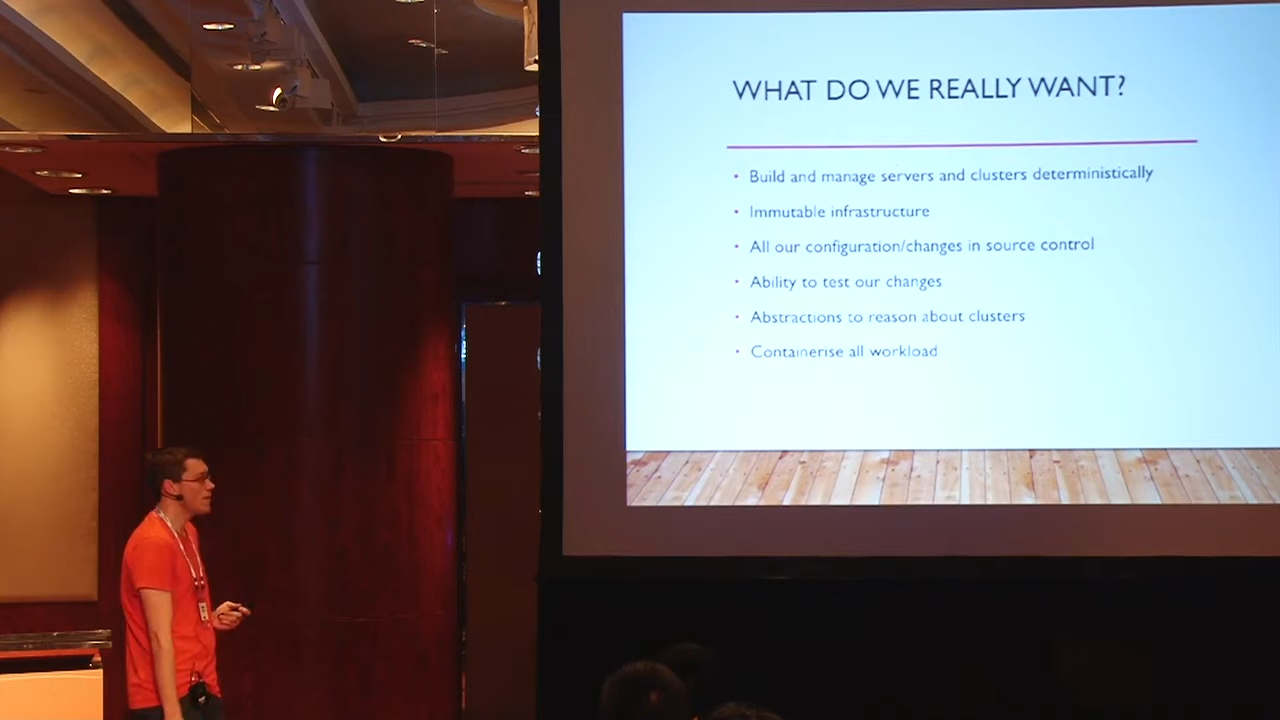 WHAT DO WE REALLY WANT?
• Build and manage servers and clusters deterministically
• Immutable infrastructure
• All our configuration/changes in source control
• Ability to test our changes
• Abstractions to reason about clusters
• Containerise all workload